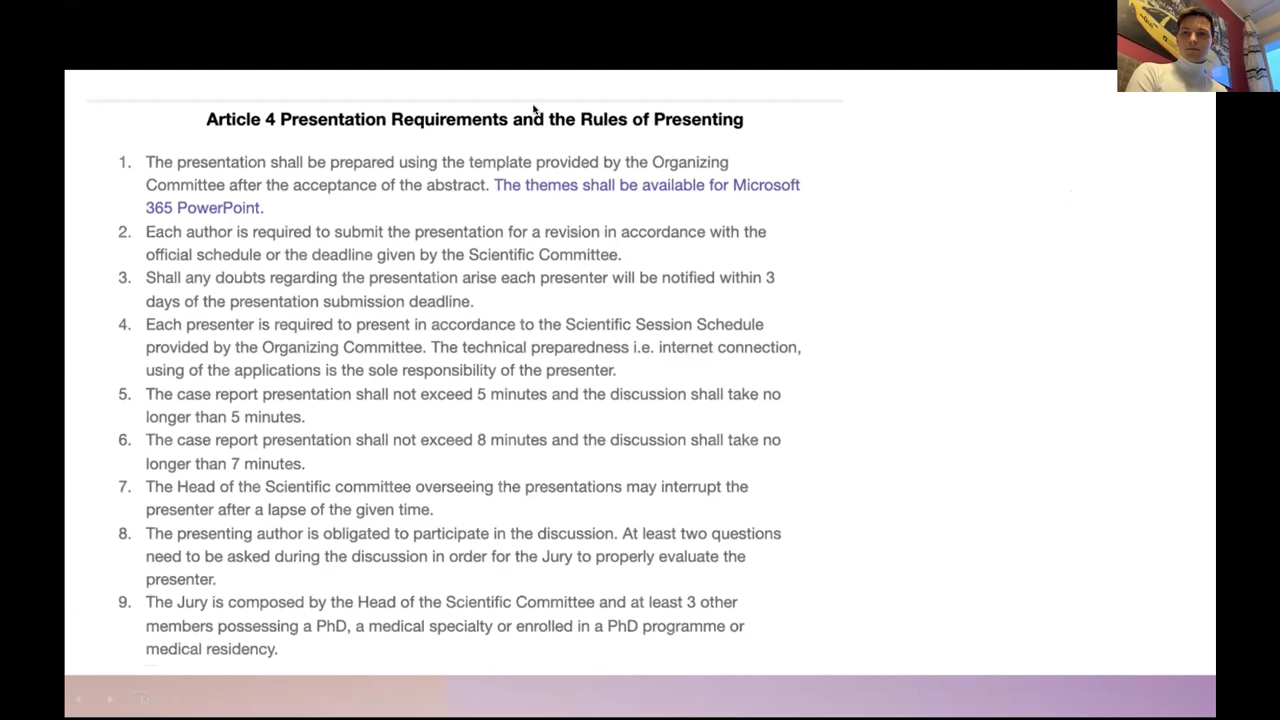 Article 4 Presentation Requirements and the Rules of Presenting
1. The presentation shall be prepared using the template provided by the Organizing
Committee after the acceptance of the abstract. The themes shall be available for Microsoft
365 PowerPoint.
2. Each author is required to submit the presentation for a revision in accordance with the
official schedule or the deadline given by the Scientific Committee.
3. Shall any doubts regarding the presentation arise each presenter will be notified within 3
days of the presentation submission deadline.
4. Each presenter is required to present in accordance to the Scientific Session Schedule
provided by the Organizing Committee. The technical preparedness i.e. internet connection,
using of the applications is the sole responsibility of the presenter.
5. The case report presentation shall not exceed 5 minutes and the discussion shall take no
longer than 5 minutes.
6. The case report presentation shall not exceed 8 minutes and the discussion shall take no
longer than 7 minutes.
7. The Head of the Scientific committee overseeing the presentations may interrupt the
presenter after a lapse of the given time.
8. The presenting author is obligated to participate in the discussion. At least two questions
need to be asked during the discussion in order for the Jury to properly evaluate the
presenter.
9. The Jury is composed by the Head of the Scientific Committee and at least 3 other
members possessing a PhD, a medical specialty or enrolled in a PhD programme or
medical residency.